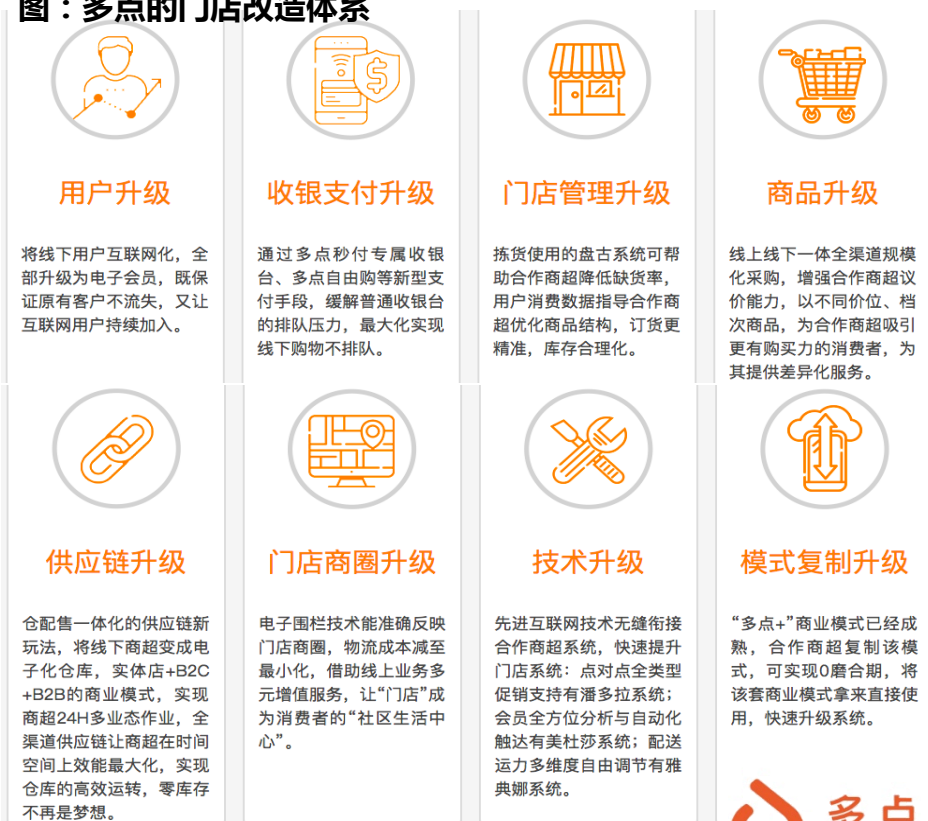 图：多点的门店改造体系
用户升级
将线下用户互联网化，全
部升级为电子会员，既保
证原有客户不流失，又让
互联网用户持续加入。
收银支付升级
通过多点秒付专属收银
台、多点自由购等新型支
付手段，缓解普通收银台
的排队压力，最大化实现
线下购物不排队。
门店管理升级
拣货使用的盘古系统可帮
助合作商超降低缺货率，
用户消费数据指导合作商
超优化商品结构，订货更
精准，库存合理化。
商品升级
线上线下一体全渠道规模
化采购，增强合作商超议
价能力，以不同价位、档
次商品，为合作商超吸引
更有购买力的消费者，为
其提供差异化服务。
供应链升级
仓配售一体化的供应链新
玩法，将线下商超变成电
子化仓库，实体店+B2C
+B2B的商业模式，实现
商超24H多业态作业，全
渠道供应链让商超在时间
空间上效能最大化，实现
仓库的高效运转，零库存
不再是梦想。
门店商圈升级
电子围栏技术能准确反映
门店商圈，物流成本减至
最小化，借助线上业务多
元增值服务，让“门店”成
为消费者的“社区生活中
心”。
技术升级
先进互联网技术无缝衔接
合作商超系统，快速提升
门店系统：点对点全类型
促销支持有潘多拉系统；
会员全方位分析与自动化
触达有美杜莎系统；配送
运力多维度自由调节有雅
典娜系统。
模式复制升级
“多点+”商业模式已经成
熟，合作商超复制该模
式，可实现0磨合期，将
该套商业模式拿来直接使
用，快速升级系统。
多点